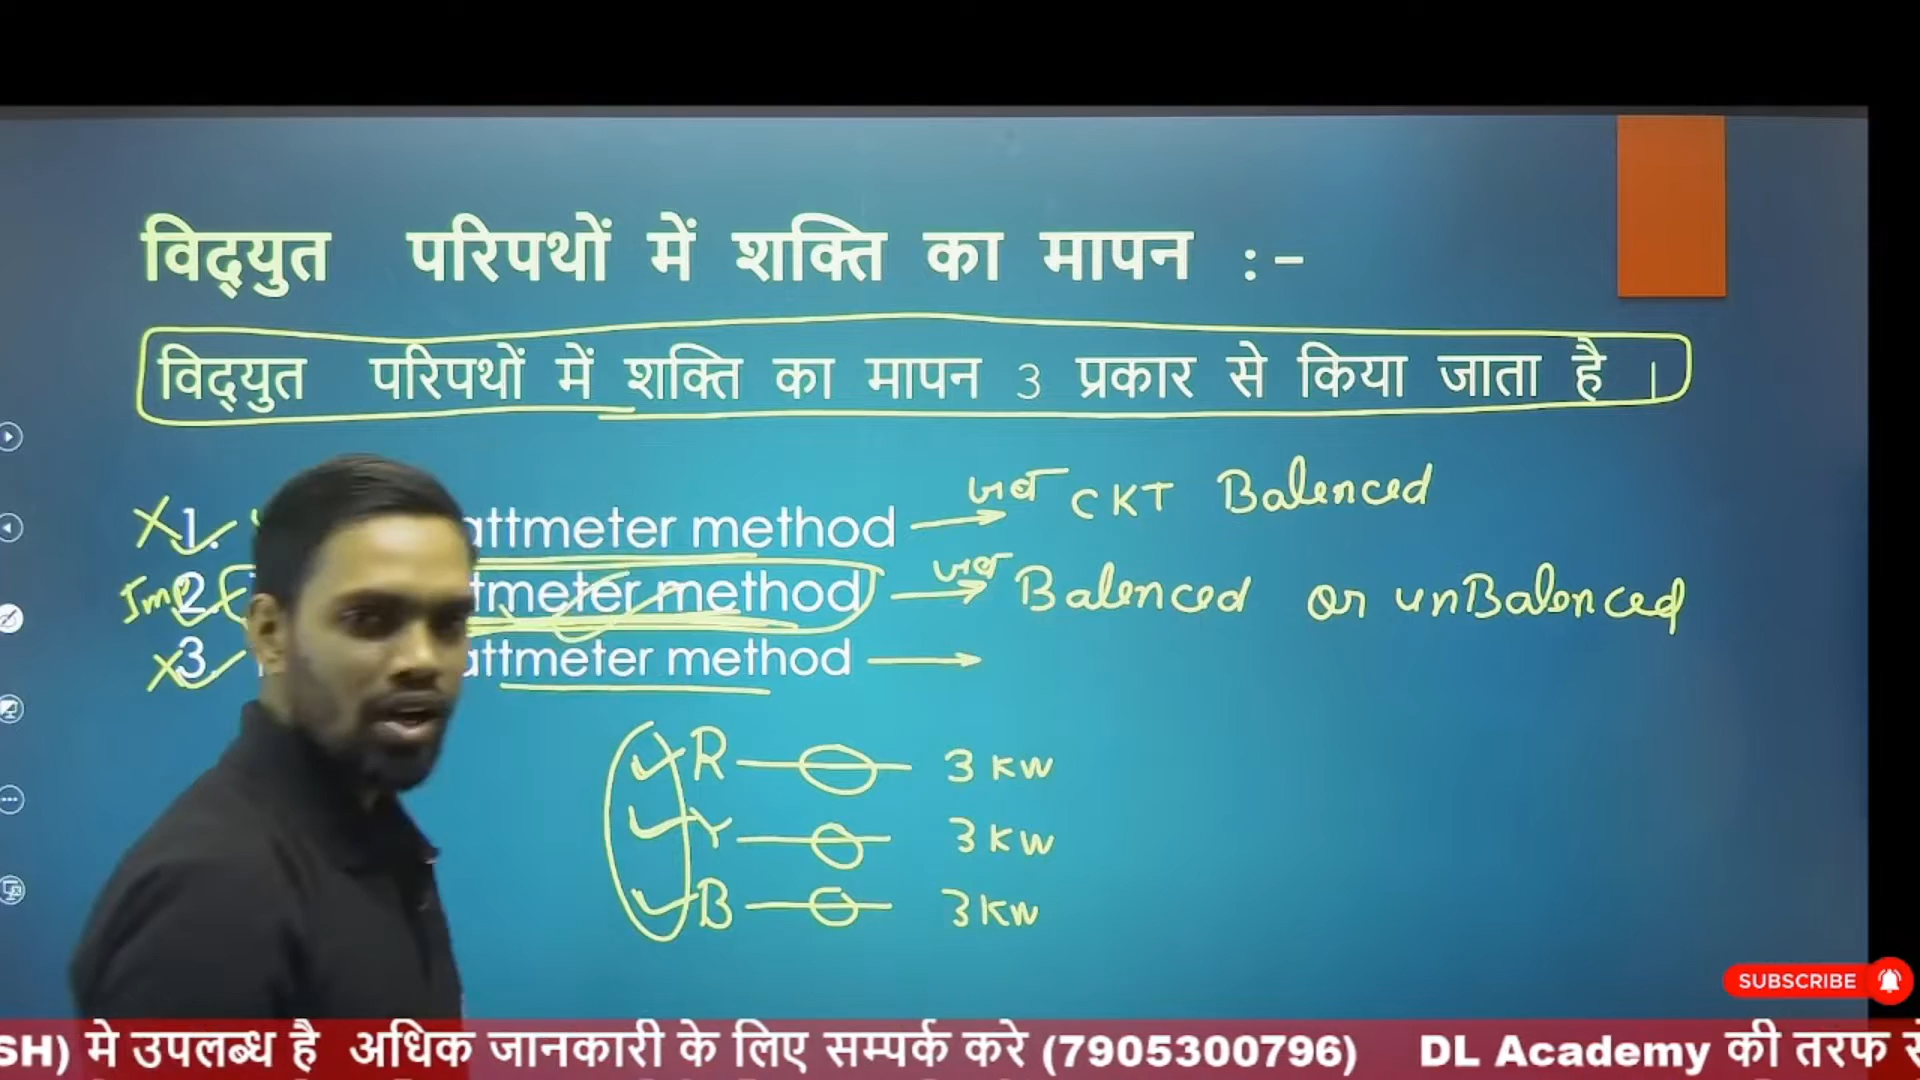 विद्युत परिपथों में शक्ति का मापन :-
विद्युत परिपथों में शक्ति का मापन 3 प्रकार से किया जाता है ।
1. attmeter method → जब CKT Balenced
Imp 2. tmeter method → जब Balenced or unBalenced
3. attmeter method →
R 3 KW
Y 3 KW
B 3 KW
SUBSCRIBE
SH) मे उपलब्ध है अधिक जानकारी के लिए सम्पर्क करे (7905300796) DL Academy की तरफ से